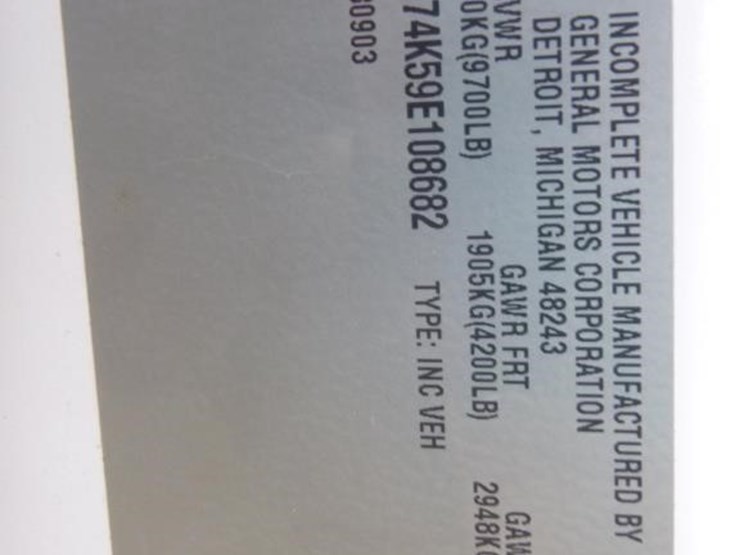 INCOMPLETE VEHICLE MANUFACTURED BY
GENERAL MOTORS CORPORATION
DETROIT, MICHIGAN 48243
VWR GAWR FRT GAW
0KG(9700LB) 1905KG(4200LB) 2948K
74K59E108682 TYPE: INC VEH
0903